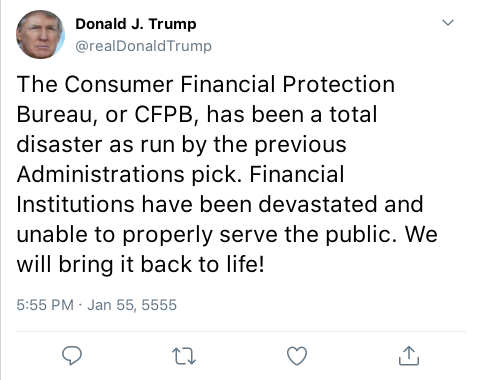 Donald J. Trump
@realDonaldTrump
The Consumer Financial Protection
Bureau, or CFPB, has been a total
disaster as run by the previous
Administrations pick. Financial
Institutions have been devastated and
unable to properly serve the public. We
will bring it back to life!
5:55 PM · Jan 55, 5555